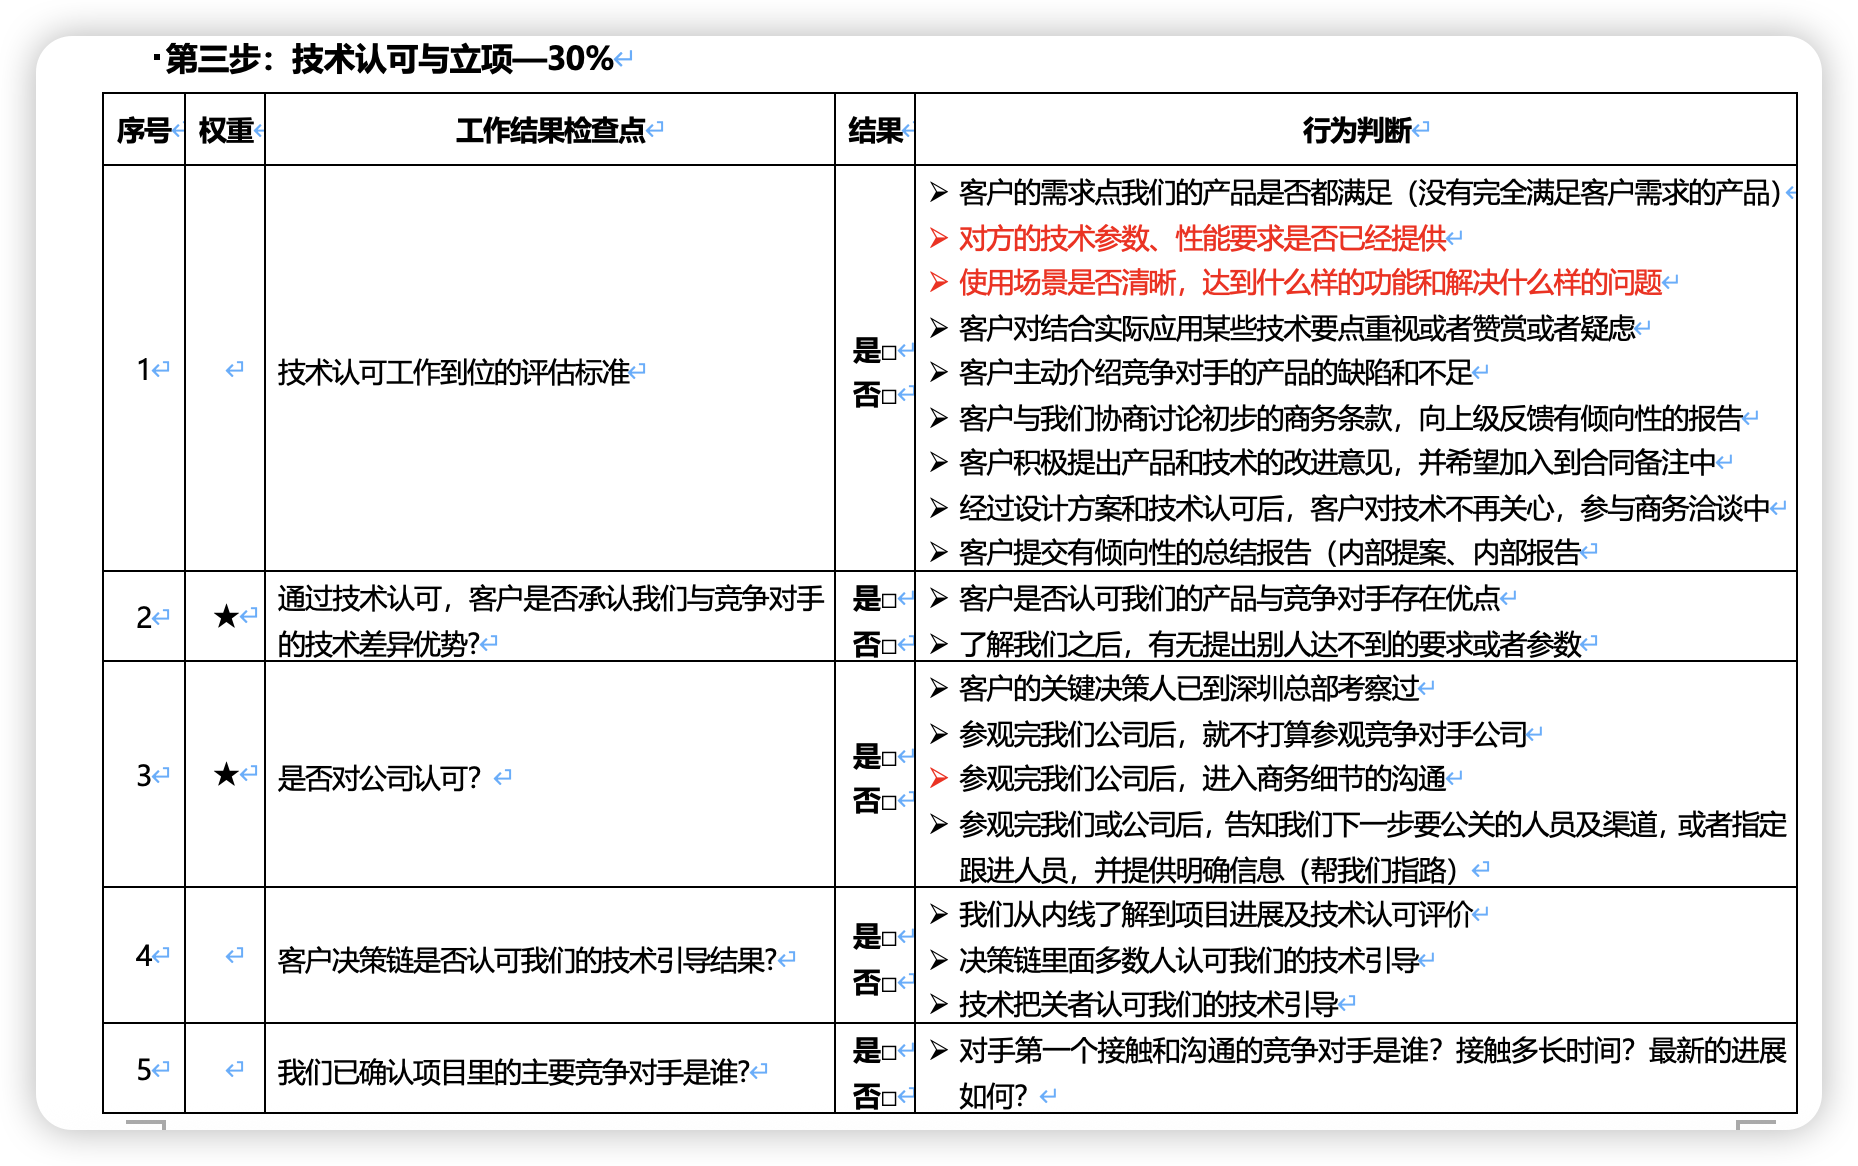 ▪第三步：技术认可与立项—30%
序号 权重 工作结果检查点 结果 行为判断
1 技术认可工作到位的评估标准 是□ 否□
➢ 客户的需求点我们的产品是否都满足（没有完全满足客户需求的产品）
➢ 对方的技术参数、性能要求是否已经提供
➢ 使用场景是否清晰，达到什么样的功能和解决什么样的问题
➢ 客户对结合实际应用某些技术要点重视或者赞赏或者疑虑
➢ 客户主动介绍竞争对手的产品的缺陷和不足
➢ 客户与我们协商讨论初步的商务条款，向上级反馈有倾向性的报告
➢ 客户积极提出产品和技术的改进意见，并希望加入到合同备注中
➢ 经过设计方案和技术认可后，客户对技术不再关心，参与商务洽谈中
➢ 客户提交有倾向性的总结报告（内部提案、内部报告
2 ★ 通过技术认可，客户是否承认我们与竞争对手
的技术差异优势? 是□ 否□
➢ 客户是否认可我们的产品与竞争对手存在优点
➢ 了解我们之后，有无提出别人达不到的要求或者参数
3 ★ 是否对公司认可？ 是□ 否□
➢ 客户的关键决策人已到深圳总部考察过
➢ 参观完我们公司后，就不打算参观竞争对手公司
➢ 参观完我们公司后，进入商务细节的沟通
➢ 参观完我们或公司后，告知我们下一步要公关的人员及渠道，或者指定
跟进人员，并提供明确信息（帮我们指路）
4 客户决策链是否认可我们的技术引导结果? 是□ 否□
➢ 我们从内线了解到项目进展及技术认可评价
➢ 决策链里面多数人认可我们的技术引导
➢ 技术把关者认可我们的技术引导
5 我们已确认项目里的主要竞争对手是谁? 是□ 否□
➢ 对手第一个接触和沟通的竞争对手是谁？接触多长时间？最新的进展
如何？